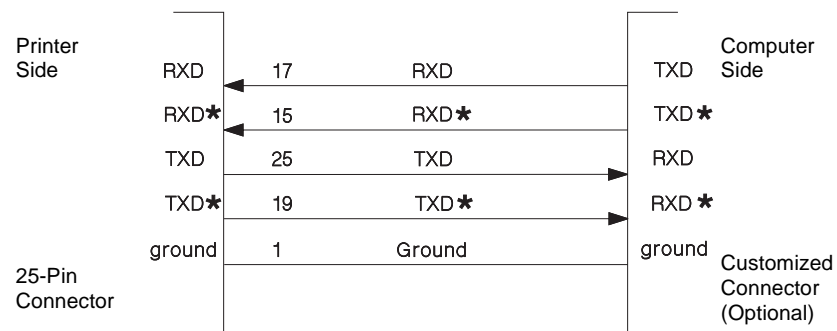 Printer
Side
Computer
Side
RXD 17 RXD TXD
RXD* 15 RXD* TXD*
TXD 25 TXD RXD
TXD* 19 TXD* RXD*
ground 1 Ground ground
25-Pin
Connector
Customized
Connector
(Optional)